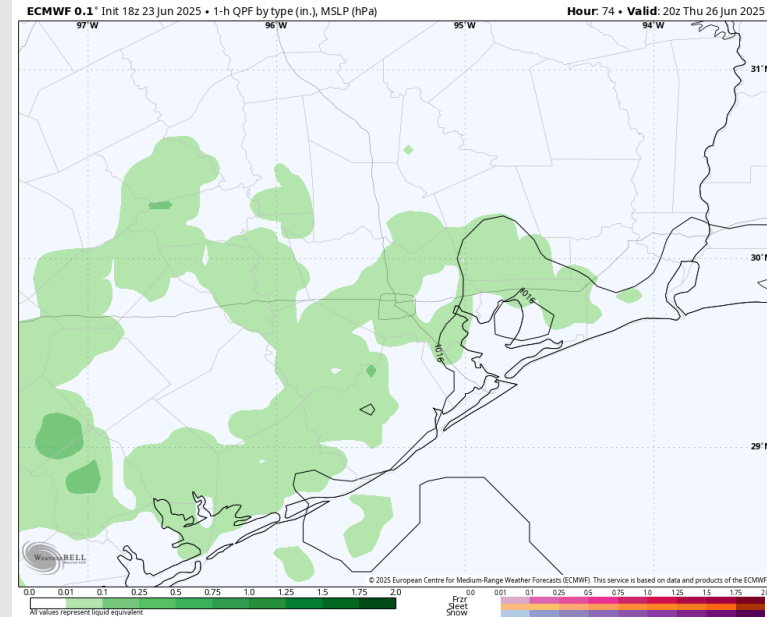 ECMWF 0.1° Init 18z 23 Jun 2025 • 1-h QPF by type (in.), MSLP (hPa) Hour: 74 • Valid: 20z Thu 26 Jun 2025
97°W 96°W 95°W 94°W
31°N
30°N
1016
1016
29°N
WEATHERBELL
© 2025 European Centre for Medium-Range Weather Forecasts (ECMWF). This service is based on data and products of the ECMWF
0.0 0.01 0.1 0.25 0.5 0.75 1.0 1.25 1.5 1.75 2.0 0.0 0.01 0.1 0.25 0.5 0.75 1.0 1.25 1.5 1.75 2.0
All values represent liquid equivalent
Frzr
Sleet
Snow